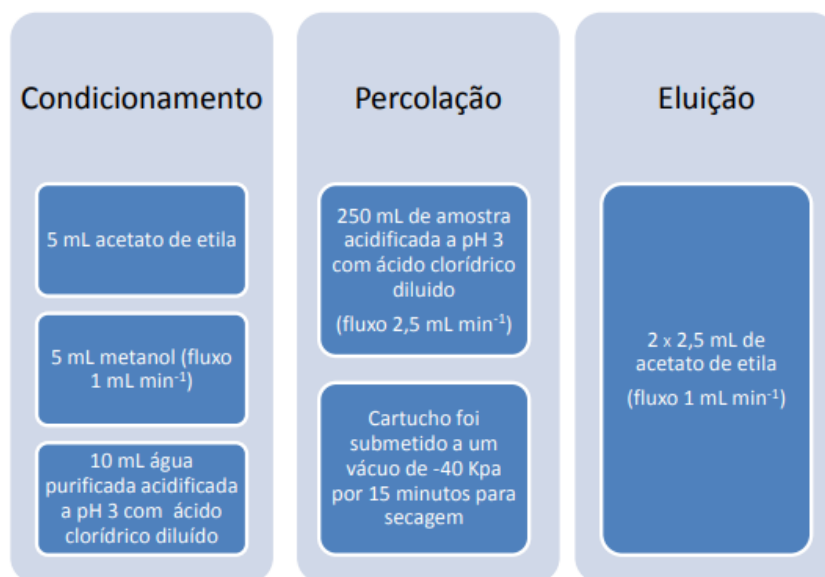 Condicionamento
5 mL acetato de etila
5 mL metanol (fluxo
1 mL min⁻¹)
10 mL água
purificada acidificada
a pH 3 com ácido
clorídrico diluído
Percolação
250 mL de amostra
acidificada a pH 3
com ácido clorídrico
diluido
(fluxo 2,5 mL min⁻¹)
Cartucho foi
submetido a um
vácuo de -40 Kpa
por 15 minutos para
secagem
Eluição
2 x 2,5 mL de
acetato de etila
(fluxo 1 mL min⁻¹)